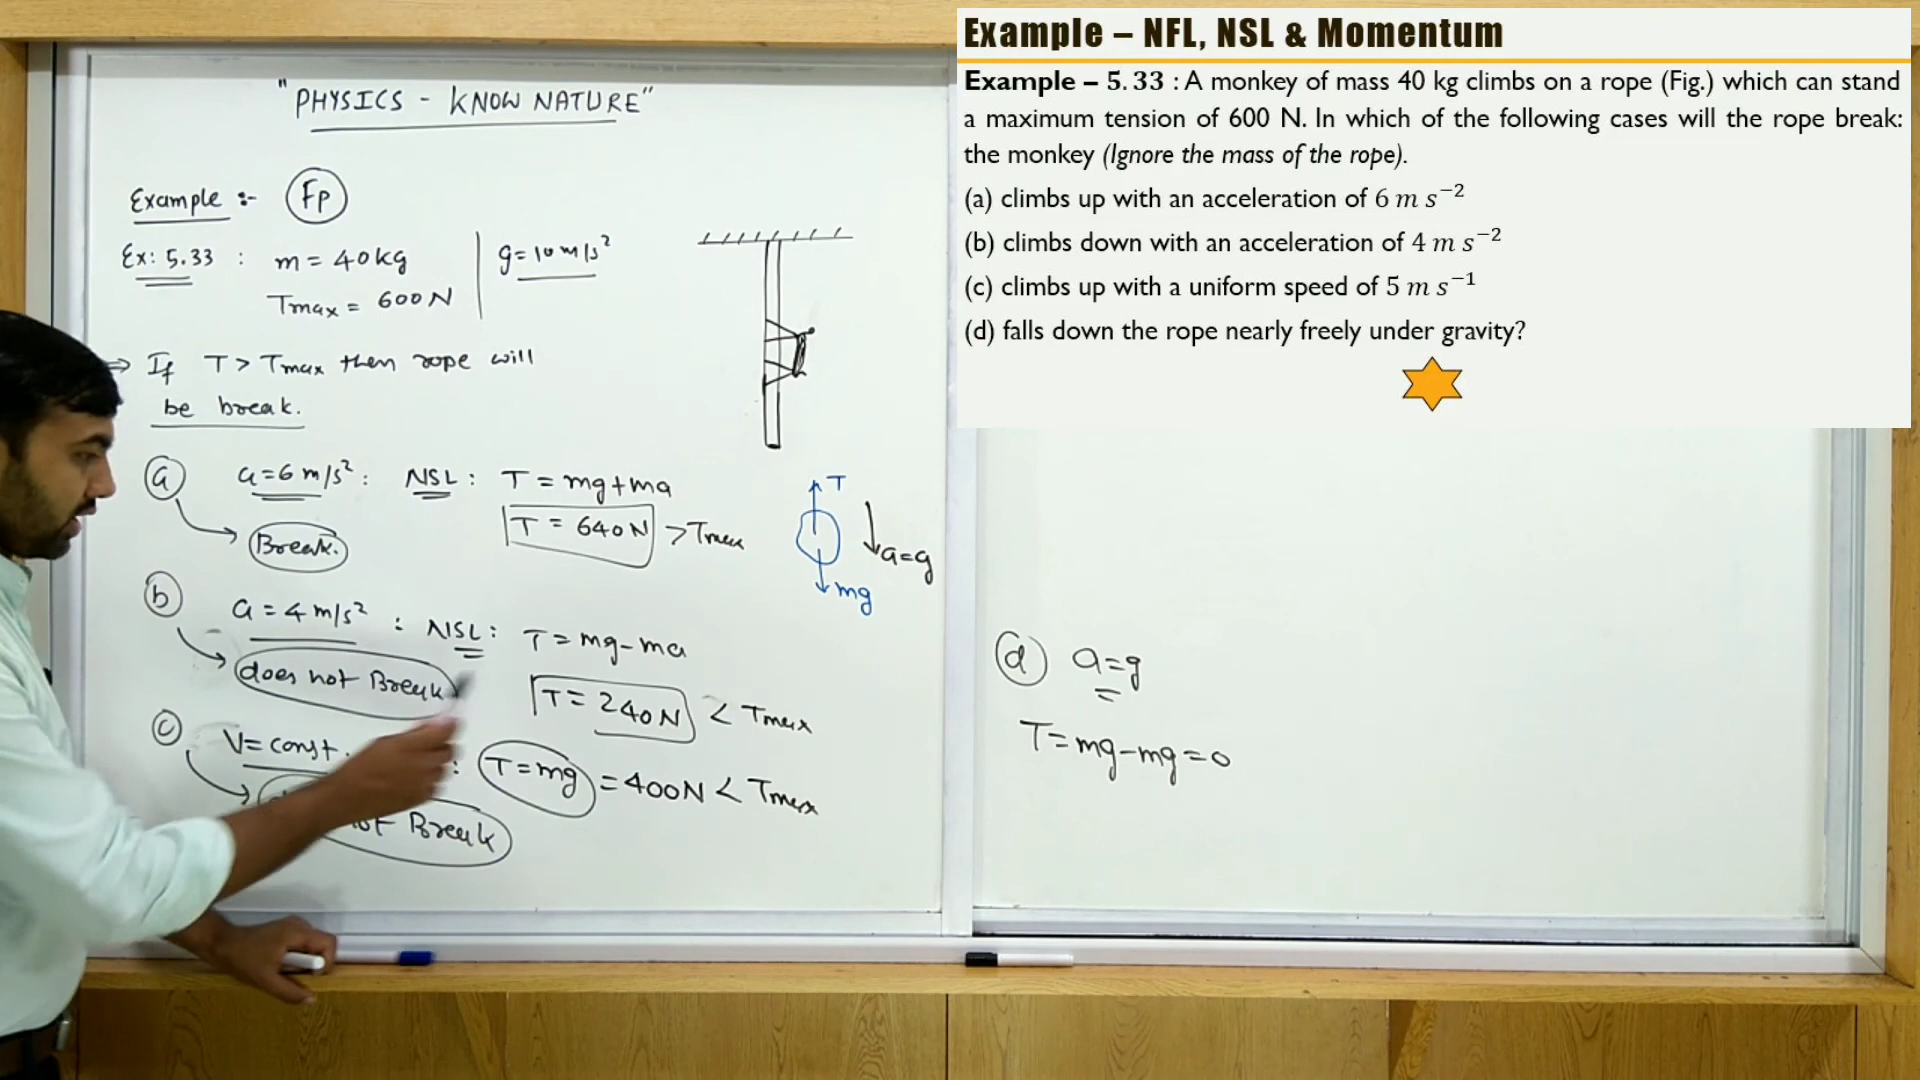 Example – NFL, NSL & Momentum
Example – 5.33 : A monkey of mass 40 kg climbs on a rope (Fig.) which can stand
a maximum tension of 600 N. In which of the following cases will the rope break:
the monkey (Ignore the mass of the rope).
(a) climbs up with an acceleration of 6 m s⁻²
(b) climbs down with an acceleration of 4 m s⁻²
(c) climbs up with a uniform speed of 5 m s⁻¹
(d) falls down the rope nearly freely under gravity?
"PHYSICS - KNOW NATURE"
Example :- Fp
Ex: 5.33 : m = 40kg g=10m/s²
Tmax = 600N
⇒ If T > Tmax then rope will
be break.
(a) a=6 m/s² : NSL : T = mg+ma
T = 640N > Tmax
Break.
T
a=g
mg
(b) a = 4 m/s² : NSL : T = mg-ma
does not Break T = 240N < Tmax
(c) V= const. : T=mg = 400N < Tmax
not Break
(d) a=g
T=mg-mg=0